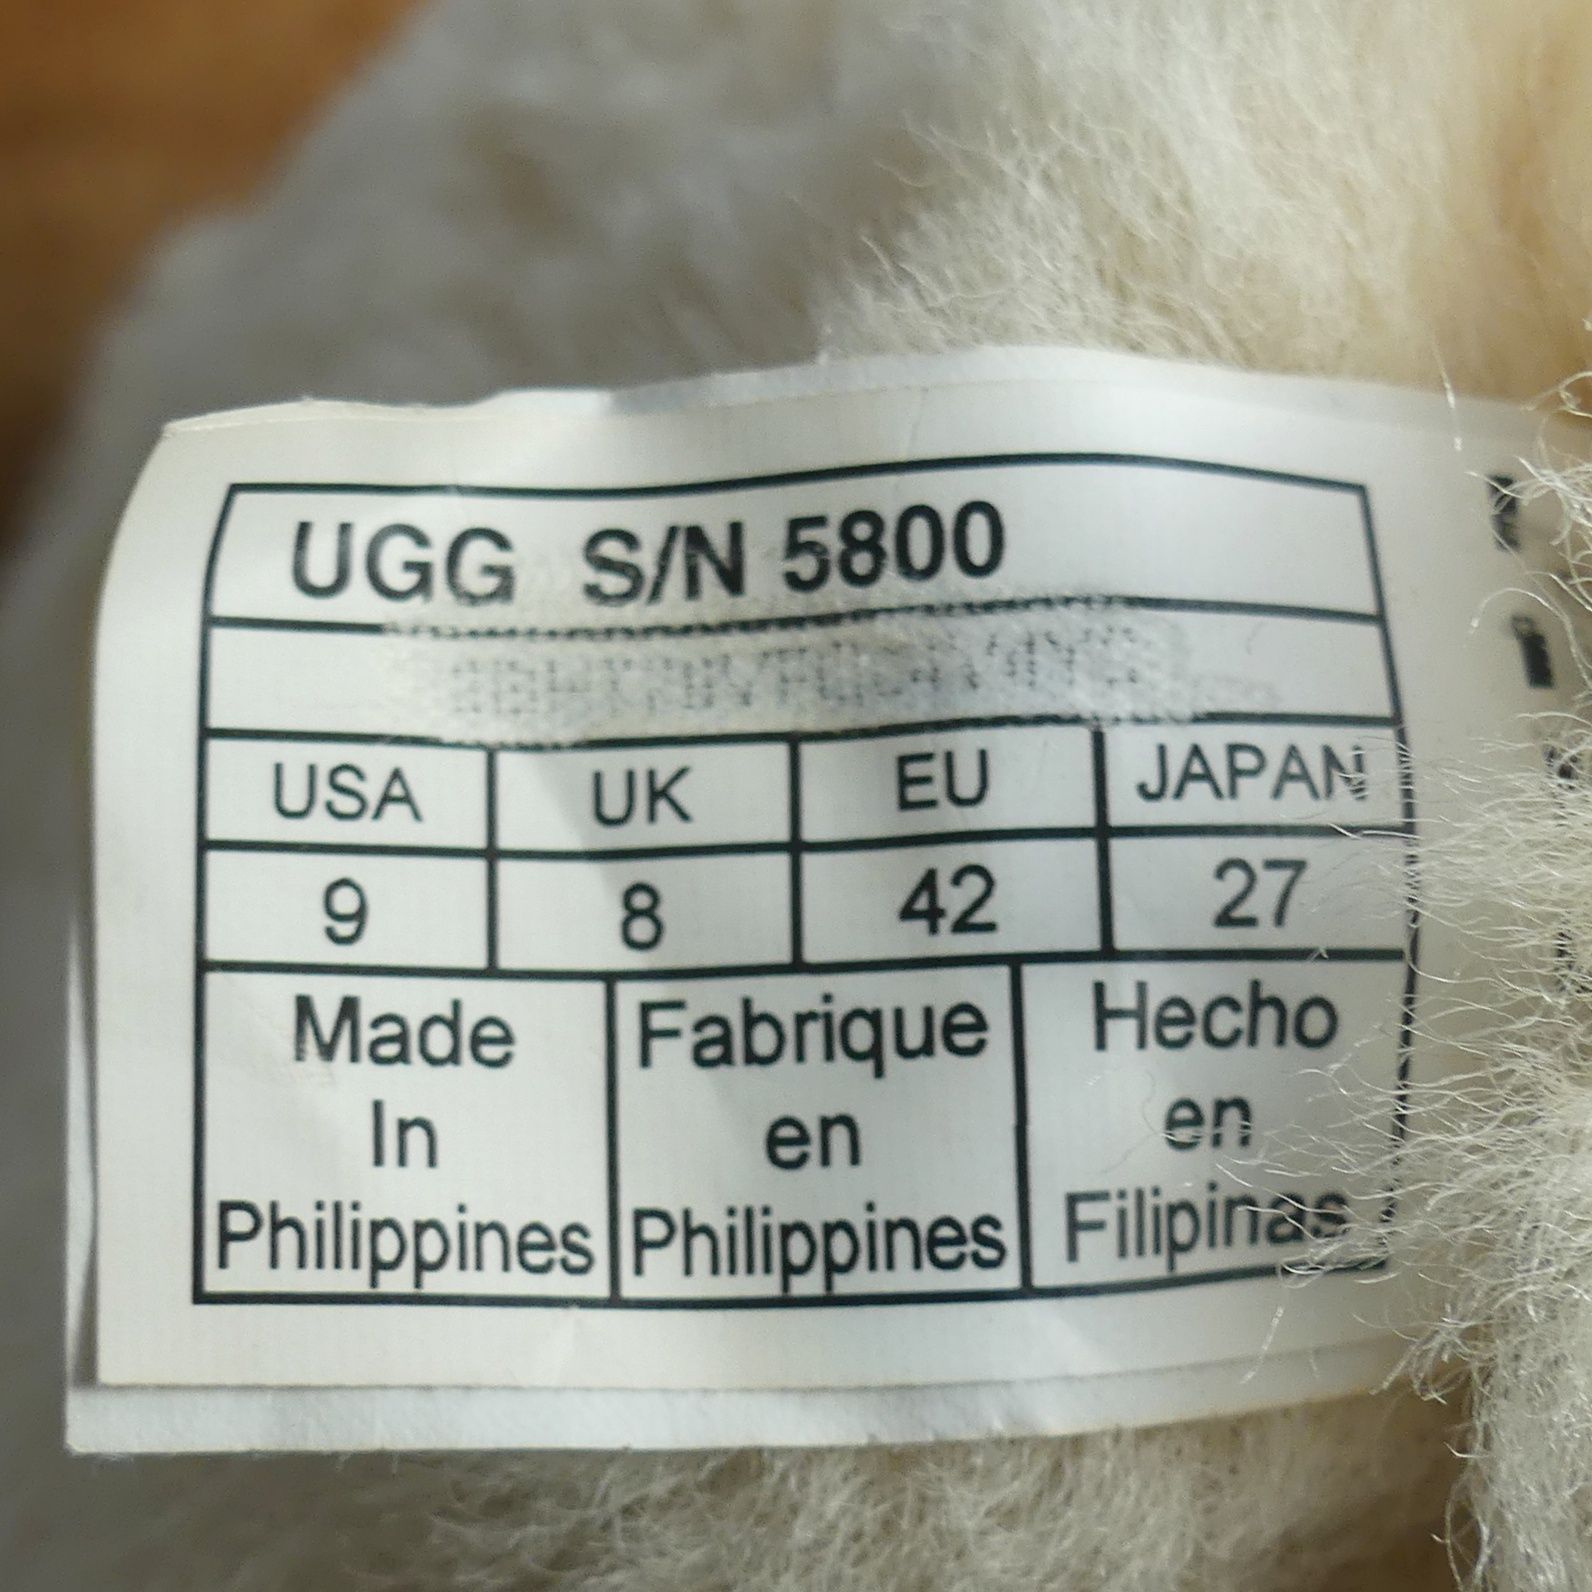 UGG S/N 5800
USA UK EU JAPAN
9 8 42 27
Made Fabrique Hecho
In en en
Philippines Philippines Filipinas